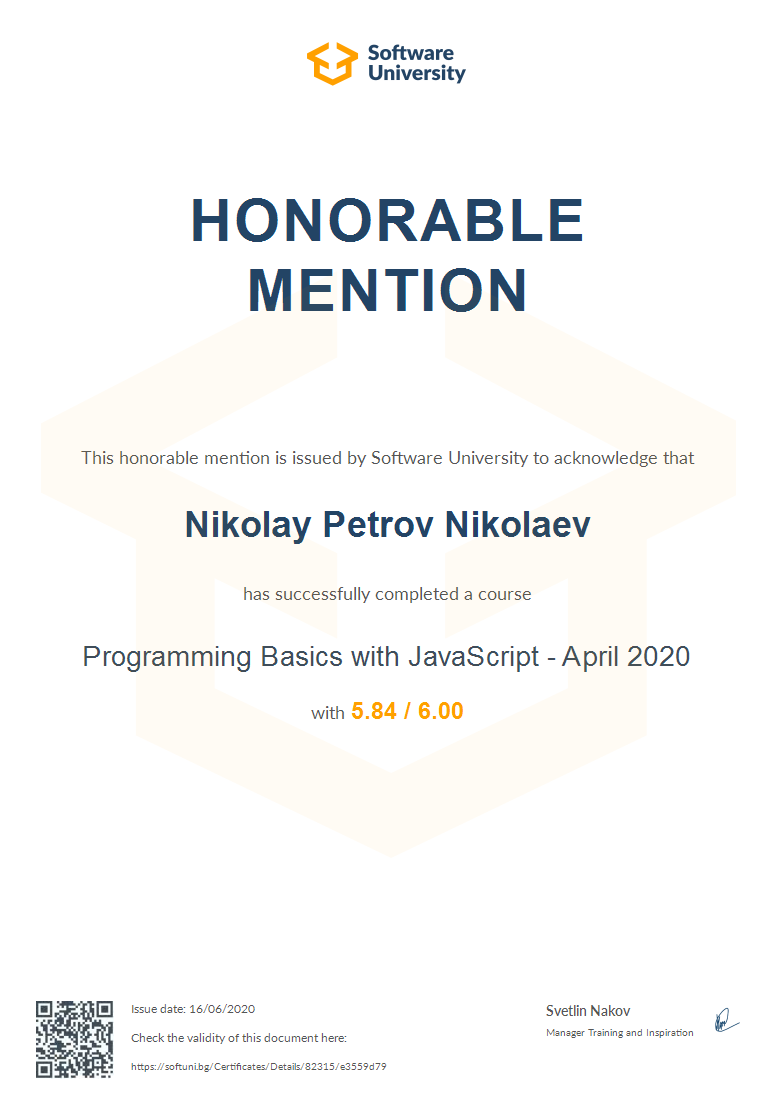 Software
University
HONORABLE
MENTION
This honorable mention is issued by Software University to acknowledge that
Nikolay Petrov Nikolaev
has successfully completed a course
Programming Basics with JavaScript - April 2020
with 5.84 / 6.00
Issue date: 16/06/2020
Check the validity of this document here:
https://softuni.bg/Certificates/Details/82315/e3559d79
Svetlin Nakov
Manager Training and Inspiration